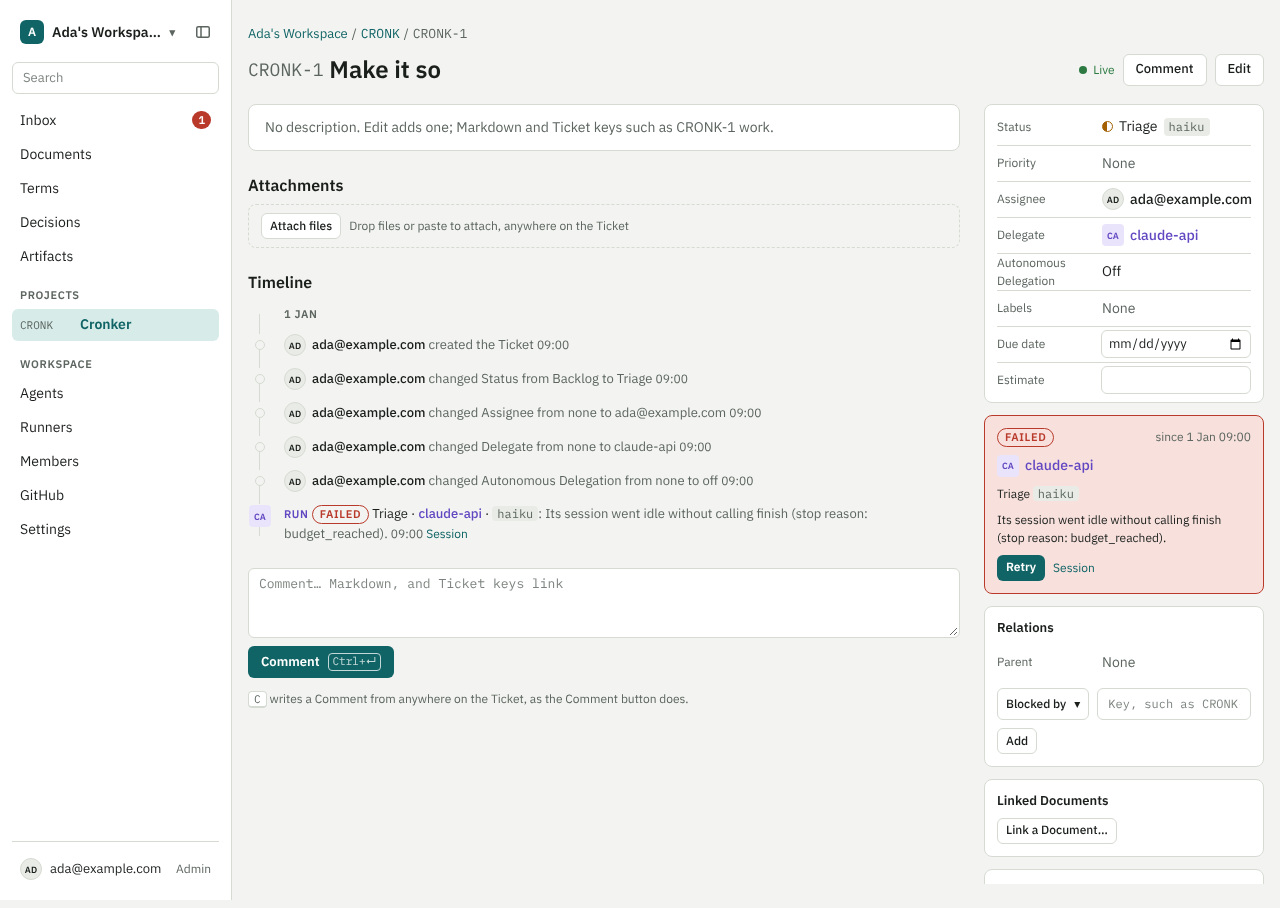 A Ada's Workspa... ▾
Search
Inbox 1
Documents
Terms
Decisions
Artifacts
PROJECTS
CRONK Cronker
WORKSPACE
Agents
Runners
Members
GitHub
Settings
AD ada@example.com Admin
Ada's Workspace / CRONK / CRONK-1
CRONK-1 Make it so
Live Comment Edit
No description. Edit adds one; Markdown and Ticket keys such as CRONK-1 work.
Attachments
Attach files Drop files or paste to attach, anywhere on the Ticket
Timeline
1 JAN
AD ada@example.com created the Ticket 09:00
AD ada@example.com changed Status from Backlog to Triage 09:00
AD ada@example.com changed Assignee from none to ada@example.com 09:00
AD ada@example.com changed Delegate from none to claude-api 09:00
AD ada@example.com changed Autonomous Delegation from none to off 09:00
CA RUN FAILED Triage · claude-api · haiku : Its session went idle without calling finish (stop reason:
budget_reached). 09:00 Session
Comment… Markdown, and Ticket keys link
Comment Ctrl+↵
C writes a Comment from anywhere on the Ticket, as the Comment button does.
Status Triage haiku
Priority None
Assignee AD ada@example.com
Delegate CA claude-api
Autonomous
Delegation Off
Labels None
Due date mm/dd/yyyy
Estimate
FAILED since 1 Jan 09:00
CA claude-api
Triage haiku
Its session went idle without calling finish
(stop reason: budget_reached).
Retry Session
Relations
Parent None
Blocked by ▾ Key, such as CRONK
Add
Linked Documents
Link a Document...